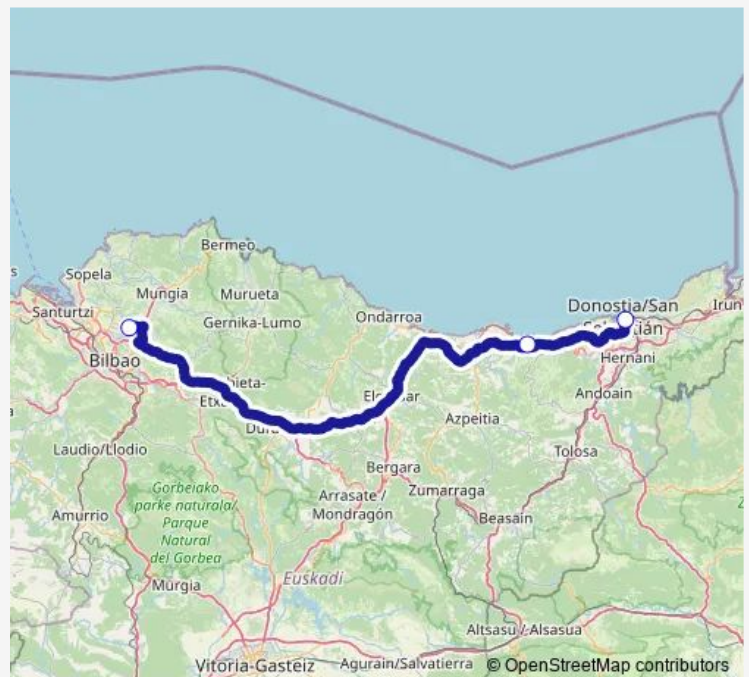 Bermeo
s
Sopela
Mungia
Murueta
Santurtzi
Gernika-Lumo
Ondarroa
Donostia/San
Irun
Bilbao
Hernani
Andoain
Azpeitia
Laudio/Llodio
Tolosa
Bergara
Gorbeiako
parke naturala/
Parque
Natural
del Gorbea
Arrasate /
Mondragón
Zumarraga
Amurrio
Beasain
Murgia
Euskadi
Altsasu / Alsasua
Vitoria-Gasteiz
Agurain/Salvatierra
© OpenStreetMap contributors